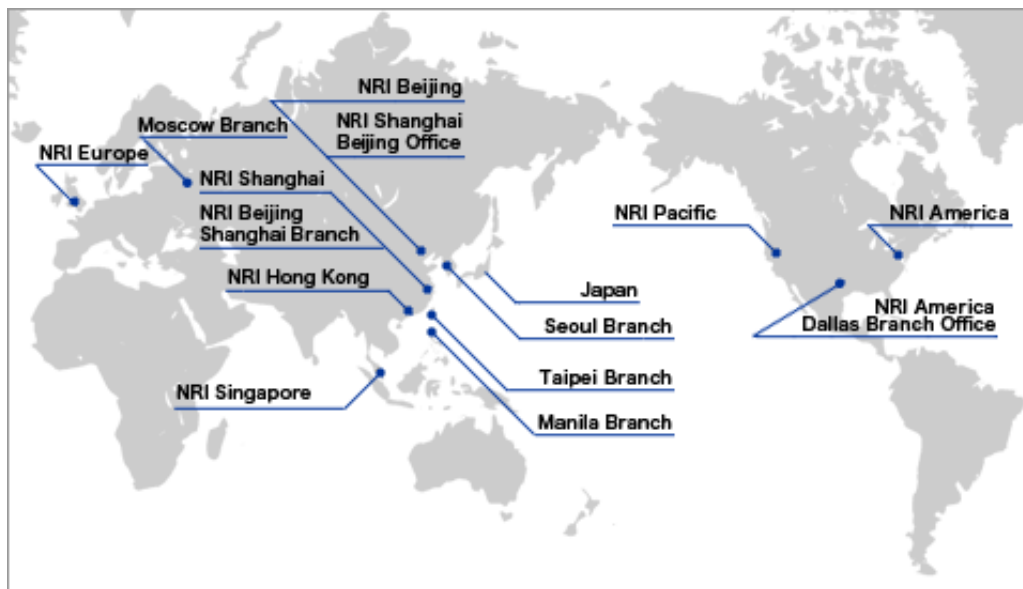 NRI Beijing
NRI Shanghai
Beijing Office
Moscow Branch
NRI Europe
NRI Shanghai
NRI Beijing
Shanghai Branch
NRI Hong Kong
NRI Singapore
Japan
Seoul Branch
Taipei Branch
Manila Branch
NRI Pacific
NRI America
NRI America
Dallas Branch Office